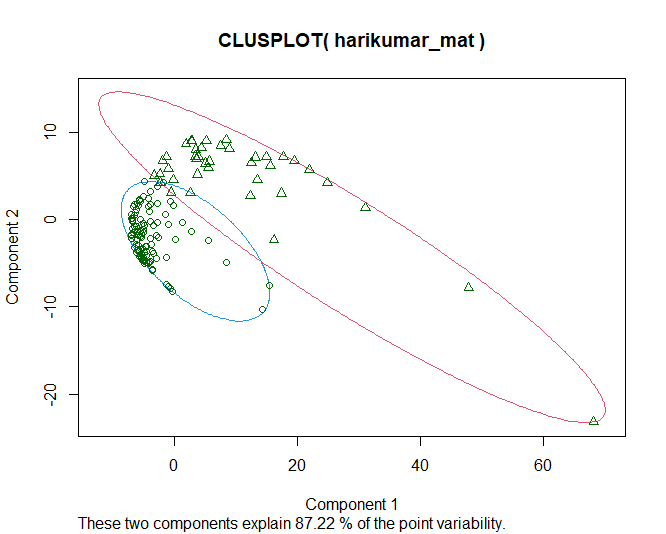 CLUSPLOT( harikumar_mat )
Component 2
10
0
-10
-20
0
20
40
60
Component 1
These two components explain 87.22 % of the point variability.